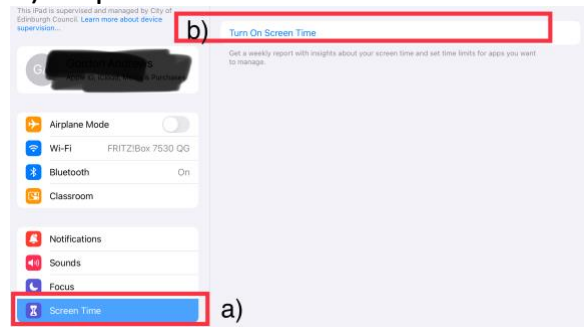 This iPad is supervised and managed by City of
Edinburgh Council. Learn more about device
supervision...
b)
Turn On Screen Time
Get a weekly report with insights about your screen time and set time limits for apps you want
to manage.
G
Airplane Mode
Wi-Fi FRITZ!Box 7530 QG
Bluetooth On
Classroom
Notifications
Sounds
Focus
Screen Time
a)